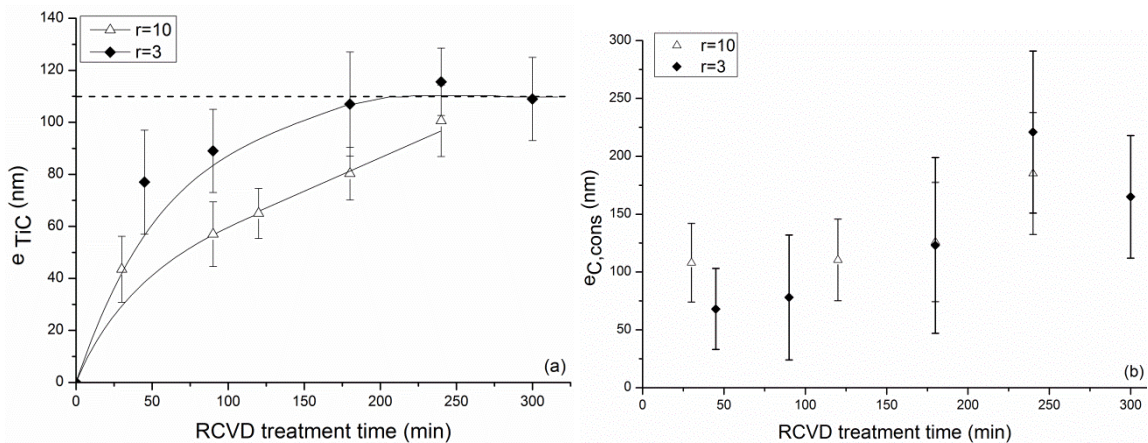 r=10
r=3
140
120
100
80
60
40
20
0
e TiC (nm)
0 50 100 150 200 250 300
RCVD treatment time (min)
(a)
r=10
r=3
300
250
200
150
100
50
0
eC,cons (nm)
0 50 100 150 200 250 300
RCVD treatment time (min)
(b)